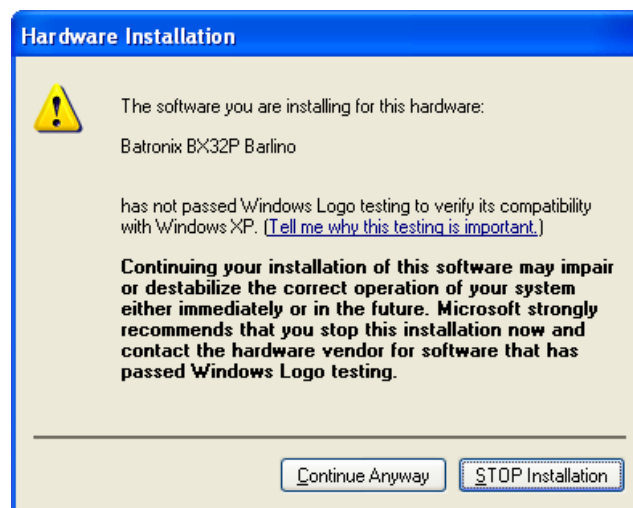 Hardware Installation
The software you are installing for this hardware:
Batronix BX32P Barlino
has not passed Windows Logo testing to verify its compatibility
with Windows XP. (Tell me why this testing is important.)
Continuing your installation of this software may impair
or destabilize the correct operation of your system
either immediately or in the future. Microsoft strongly
recommends that you stop this installation now and
contact the hardware vendor for software that has
passed Windows Logo testing.
Continue Anyway STOP Installation